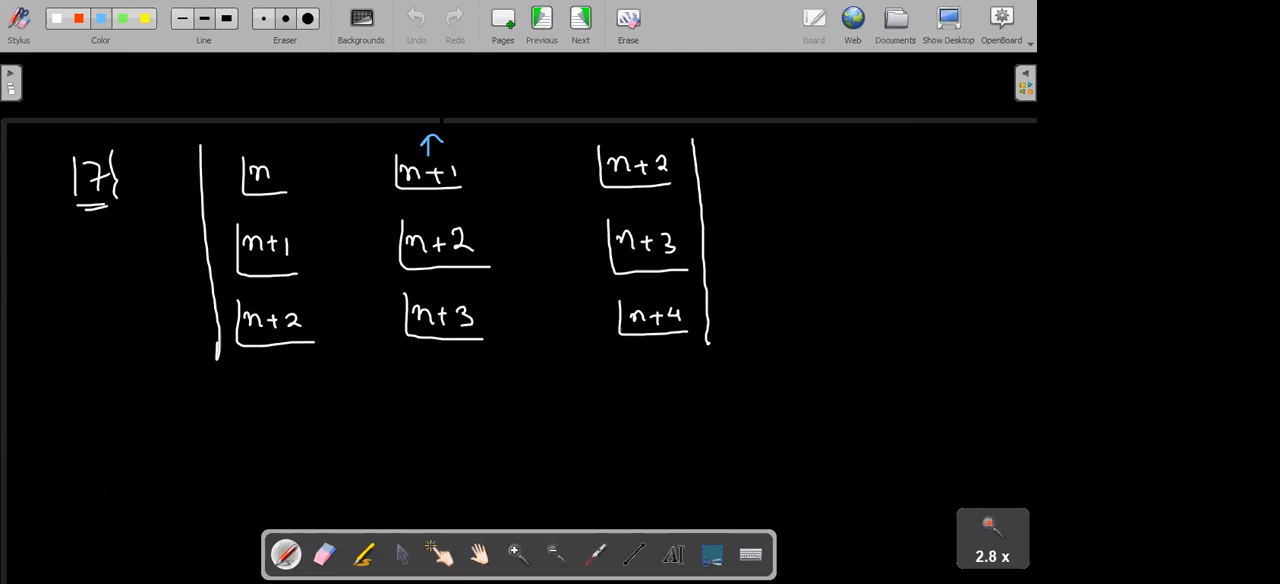 Stylus Color Line Eraser Backgrounds Undo Redo Pages Previous Next Erase Board Web Documents Show Desktop OpenBoard
17} |n |n+1 |n+2
|n+1 |n+2 |n+3
|n+2 |n+3 |n+4
AI
2.8 x